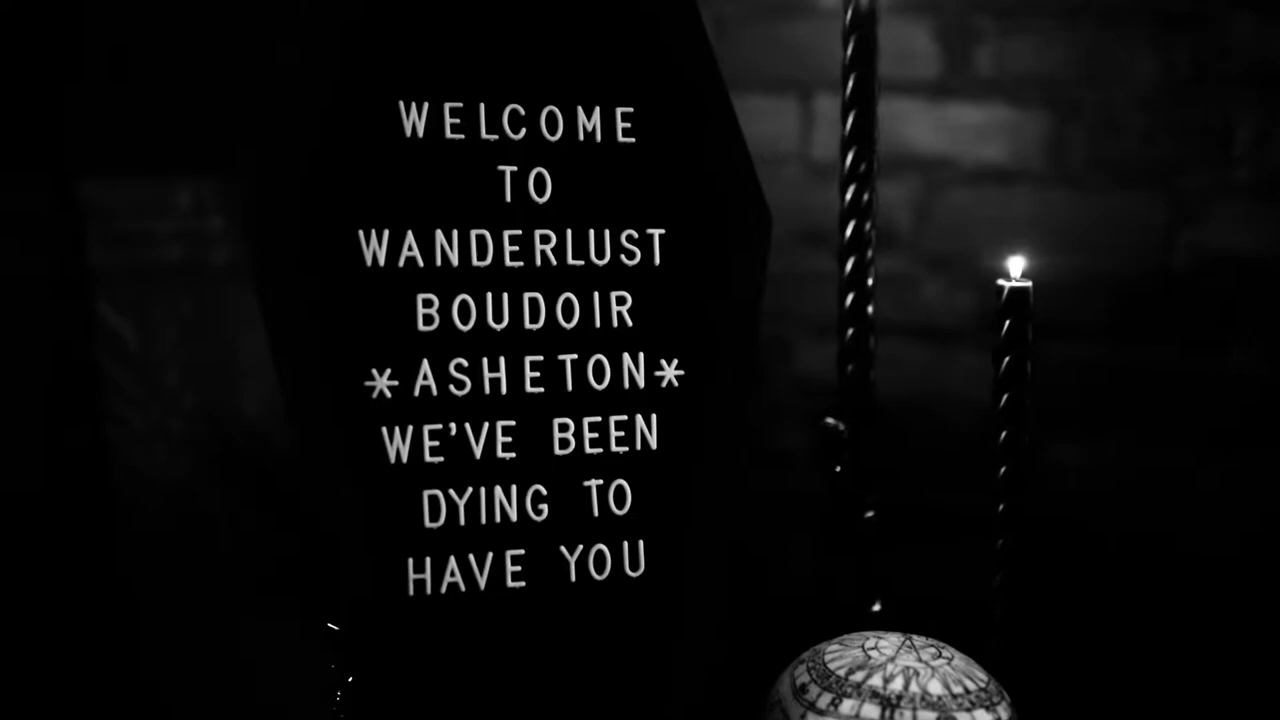 WELCOME
TO
WANDERLUST
BOUDOIR
*ASHETON*
WE'VE BEEN
DYING TO
HAVE YOU